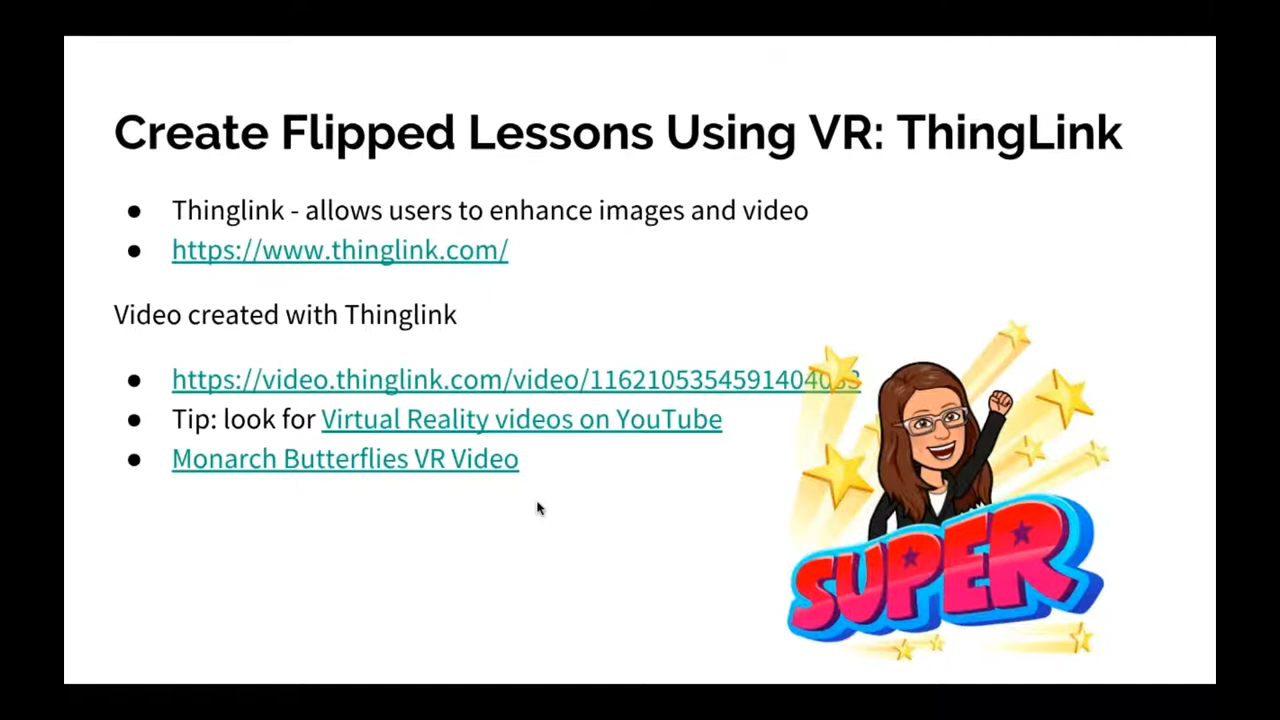 Create Flipped Lessons Using VR: ThingLink
● Thinglink - allows users to enhance images and video
● https://www.thinglink.com/
Video created with Thinglink
● https://video.thinglink.com/video/1162105354591404033
● Tip: look for Virtual Reality videos on YouTube
● Monarch Butterflies VR Video
SUPER